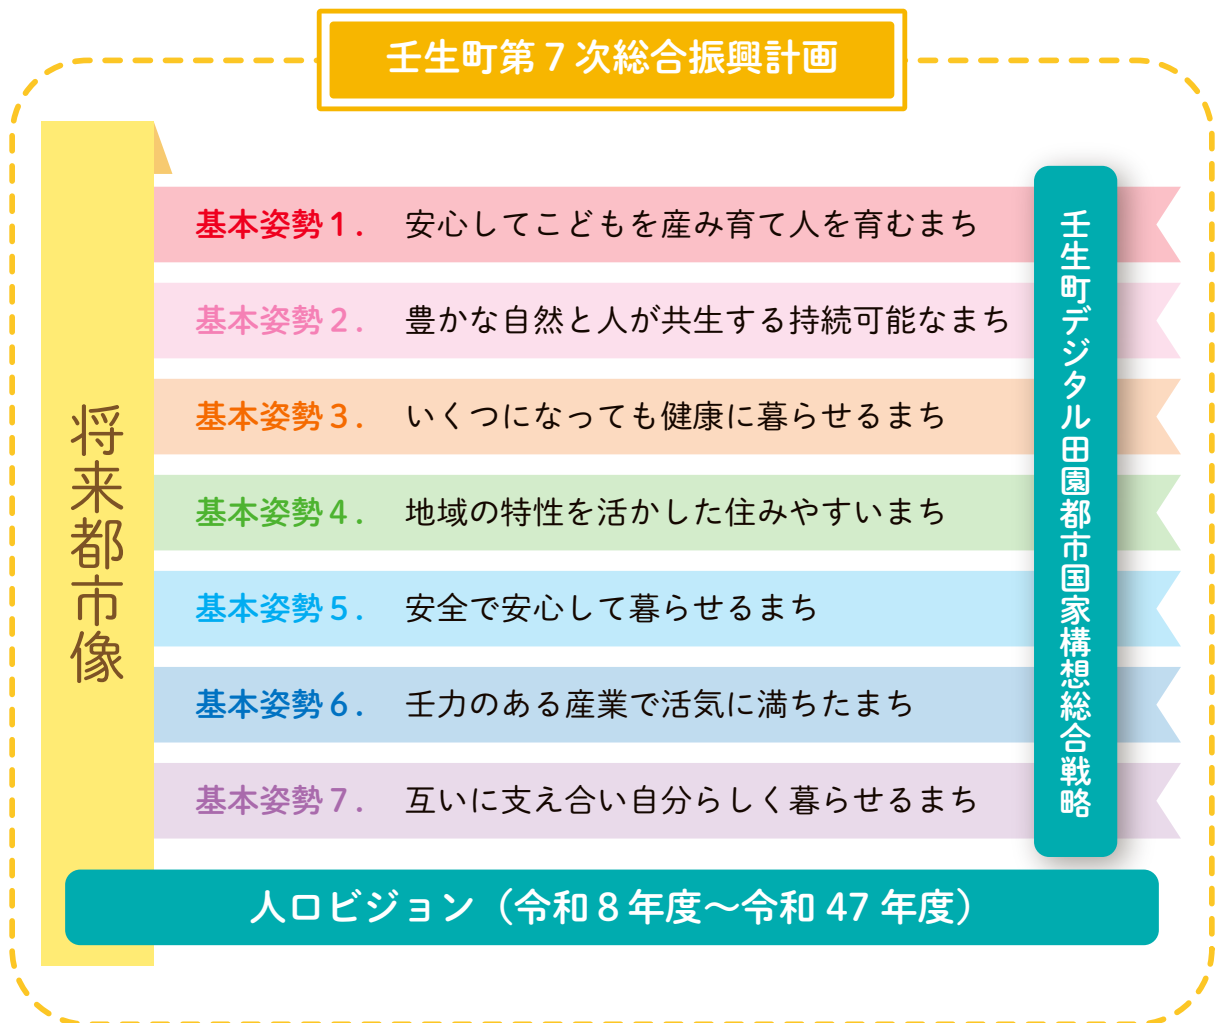 壬生町第７次総合振興計画
将来都市像
基本姿勢１． 安心してこどもを産み育て人を育むまち
基本姿勢２． 豊かな自然と人が共生する持続可能なまち
基本姿勢３． いくつになっても健康に暮らせるまち
基本姿勢４． 地域の特性を活かした住みやすいまち
基本姿勢５． 安全で安心して暮らせるまち
基本姿勢６． 壬力のある産業で活気に満ちたまち
基本姿勢７． 互いに支え合い自分らしく暮らせるまち
壬生町デジタル田園都市国家構想総合戦略
人口ビジョン（令和８年度～令和 47 年度）